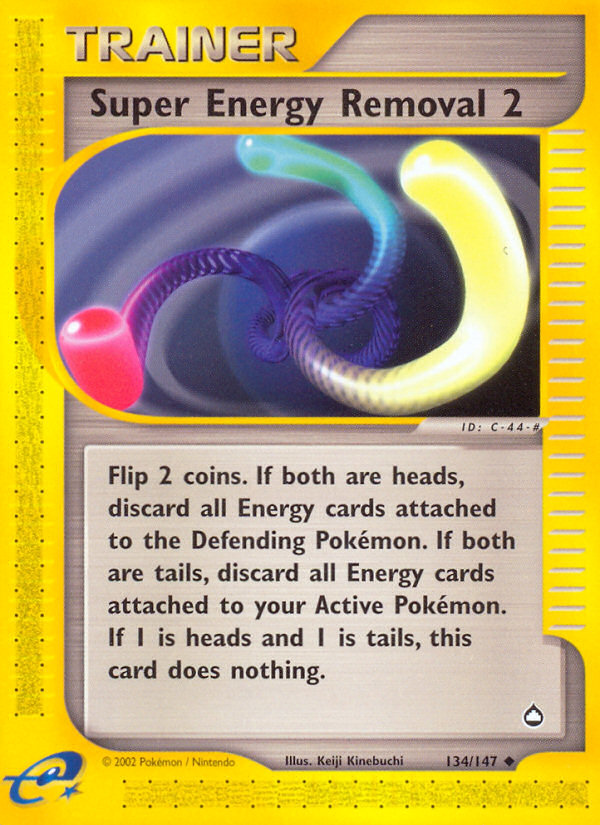 TRAINER
Super Energy Removal 2
ID: C-44-#
Flip 2 coins. If both are heads,
discard all Energy cards attached
to the Defending Pokémon. If both
are tails, discard all Energy cards
attached to your Active Pokémon.
If 1 is heads and 1 is tails, this
card does nothing.
e
© 2002 Pokémon / Nintendo
Illus. Keiji Kinebuchi
134/147 ◆